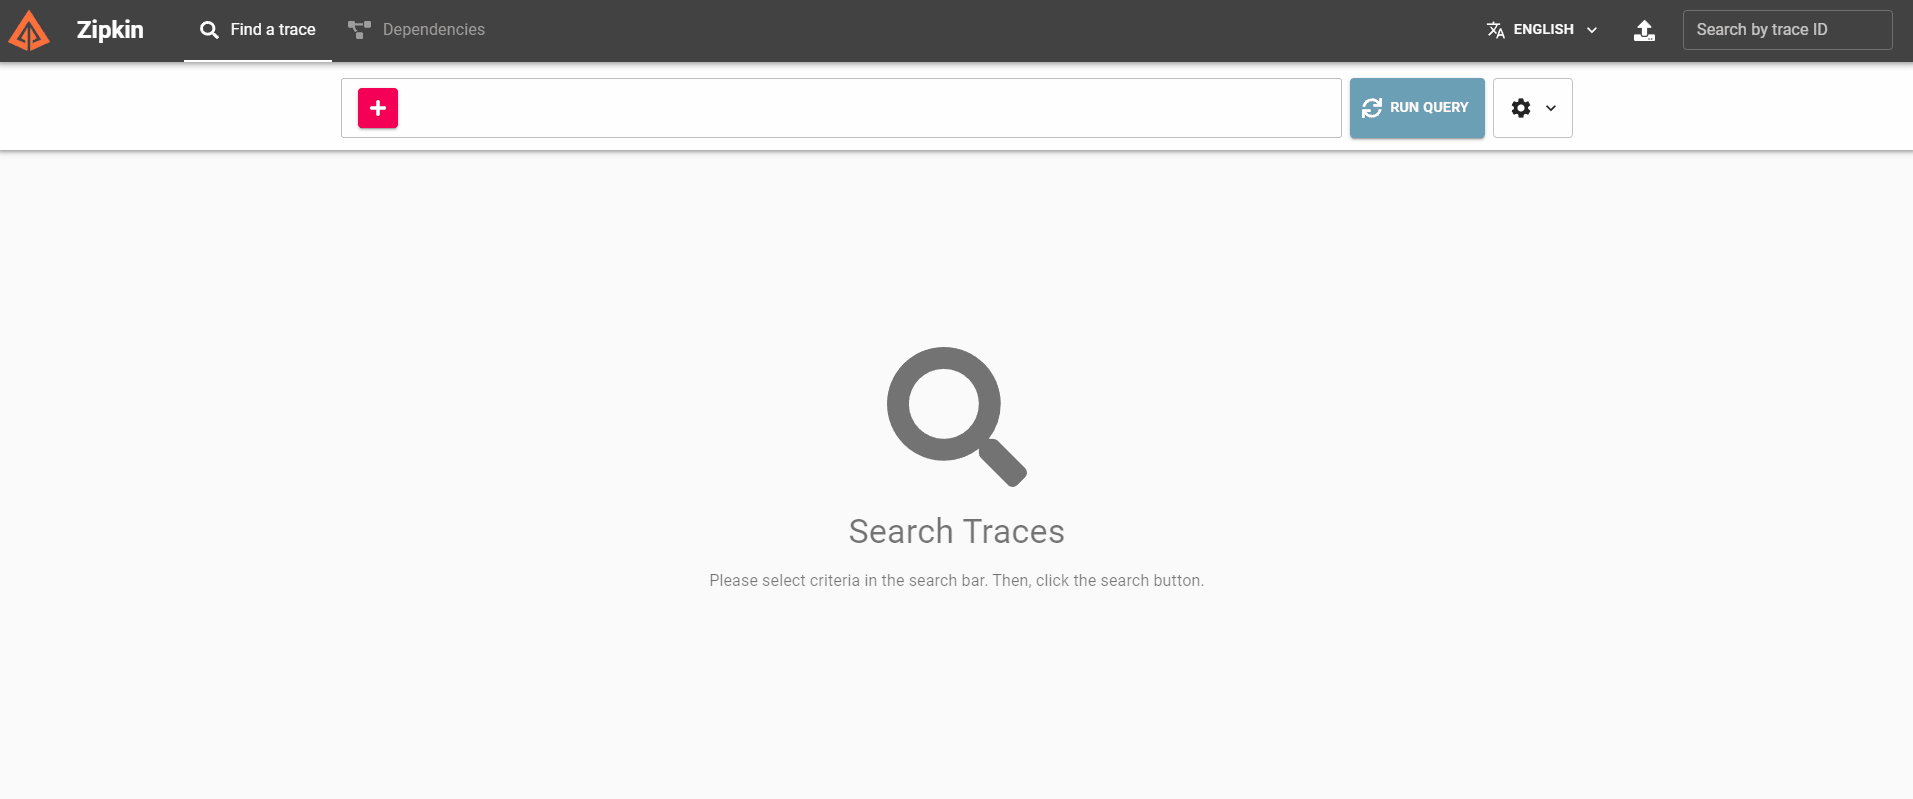 Zipkin
Find a trace
Dependencies
ENGLISH
Search by trace ID
RUN QUERY
Search Traces
Please select criteria in the search bar. Then, click the search button.